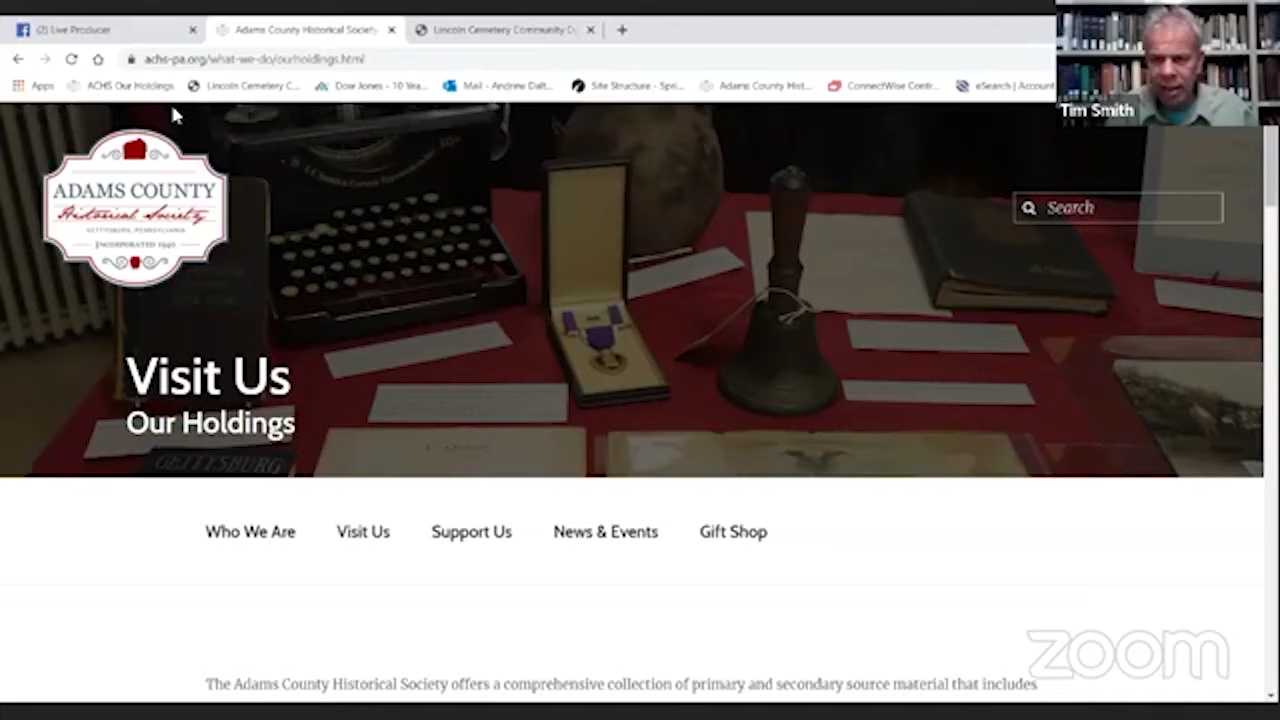 (2) Live Producer
Adams County Historical Society
Lincoln Cemetery Community D
achs-pa.org/what-we-do/ourholdings.html
Apps
ACHS Our Holdings
Lincoln Cemetery C...
Dow Jones - 10 Yea...
Mail - Andrew Dalt...
Site Structure - Spri...
Adams County Hist...
ConnectWise Contr...
eSearch | Account
Tim Smith
ADAMS COUNTY
Historical Society
GETTYSBURG, PENNSYLVANIA
INCORPORATED 1940
Search
Visit Us
Our Holdings
GETTYSBURG
Who We Are
Visit Us
Support Us
News & Events
Gift Shop
The Adams County Historical Society offers a comprehensive collection of primary and secondary source material that includes
zoom